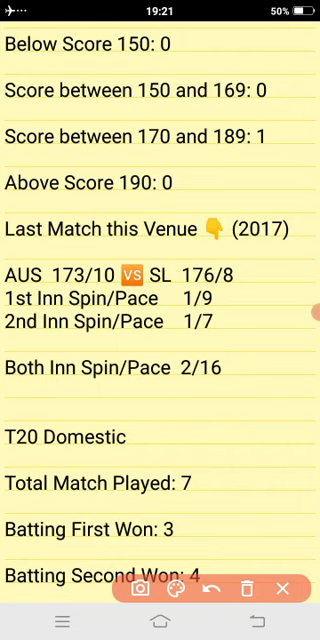 19:21
50%
Below Score 150: 0
Score between 150 and 169: 0
Score between 170 and 189: 1
Above Score 190: 0
Last Match this Venue 👇 (2017)
AUS 173/10 🆚 SL 176/8
1st Inn Spin/Pace 1/9
2nd Inn Spin/Pace 1/7
Both Inn Spin/Pace 2/16
T20 Domestic
Total Match Played: 7
Batting First Won: 3
Batting Second Won: 4